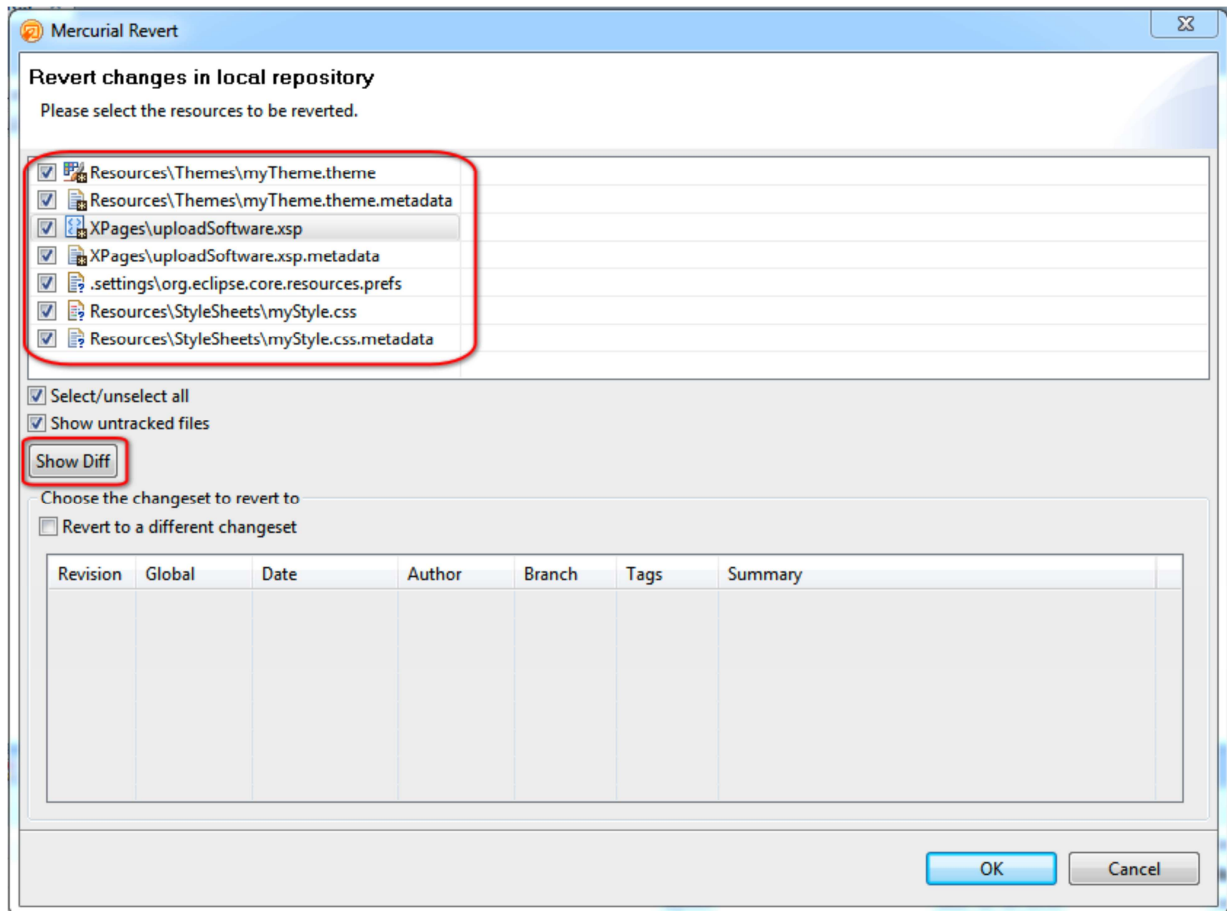 Mercurial Revert
Revert changes in local repository
Please select the resources to be reverted.
Resources\Themes\myTheme.theme
Resources\Themes\myTheme.theme.metadata
XPages\uploadSoftware.xsp
XPages\uploadSoftware.xsp.metadata
.settings\org.eclipse.core.resources.prefs
Resources\StyleSheets\myStyle.css
Resources\StyleSheets\myStyle.css.metadata
Select/unselect all
Show untracked files
Show Diff
Choose the changeset to revert to
Revert to a different changeset
Revision Global Date Author Branch Tags Summary
OK Cancel